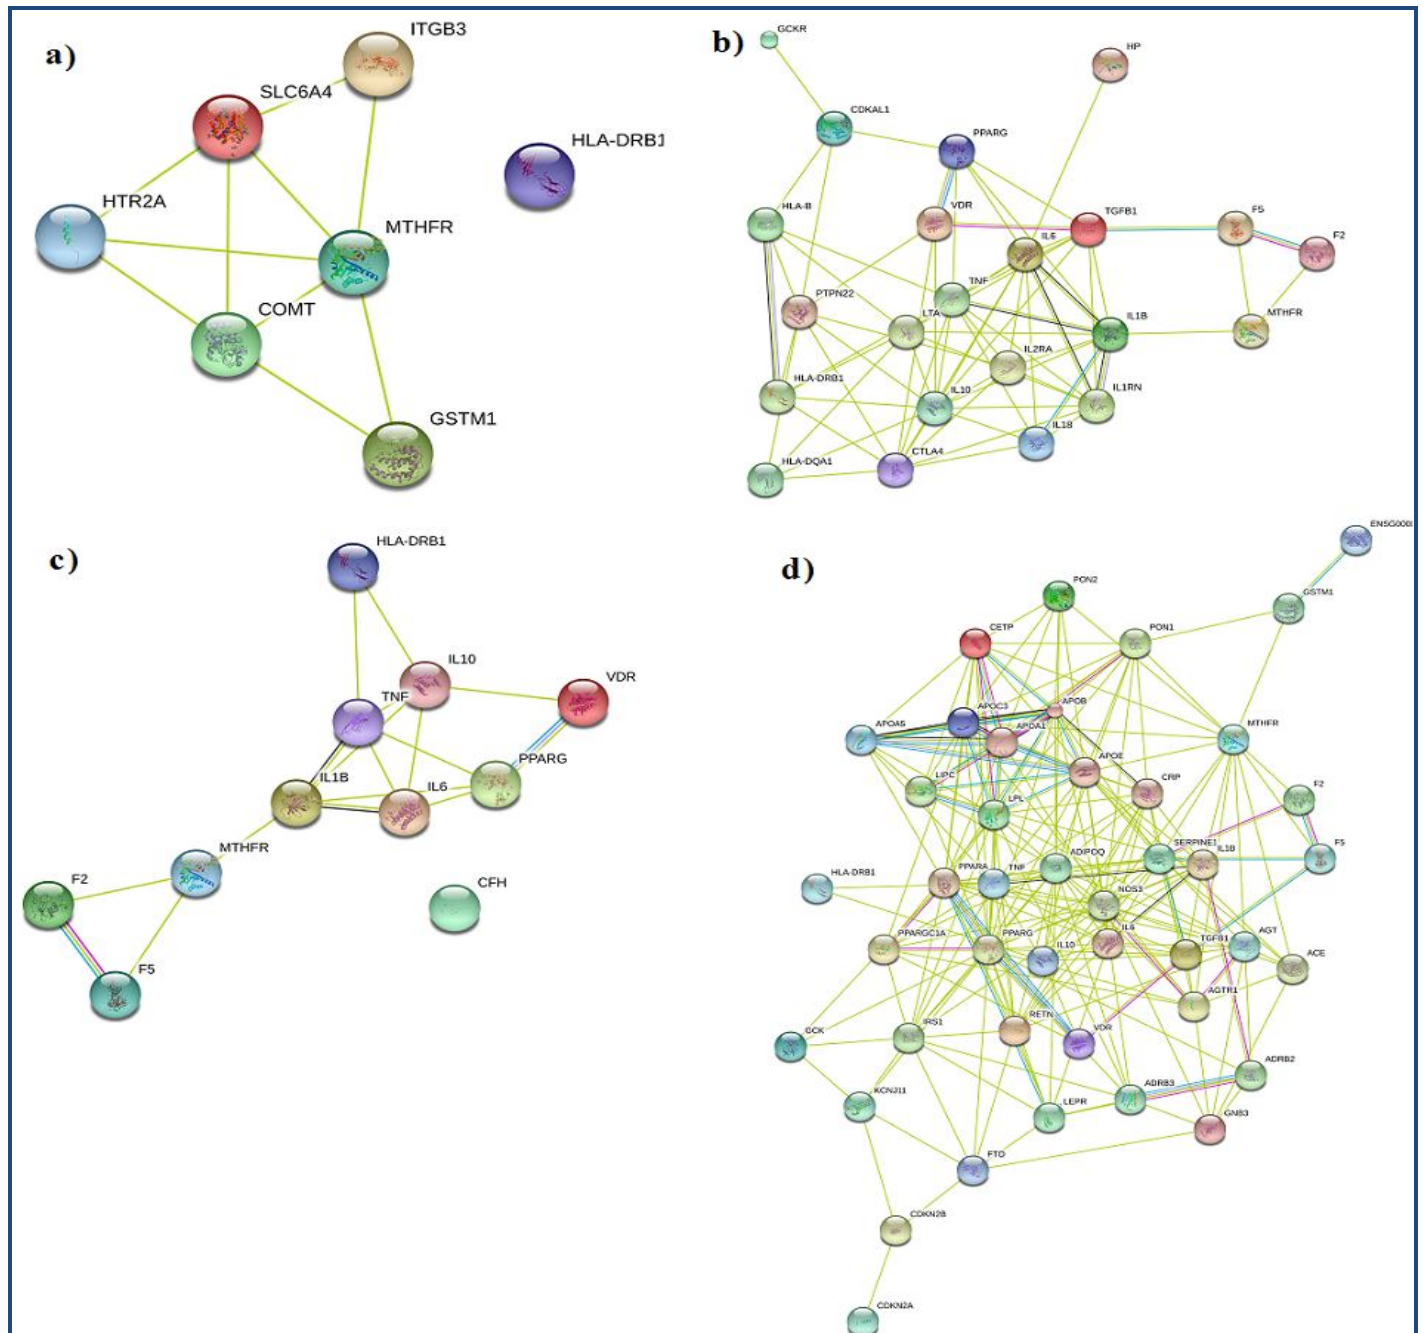 a)
ITGB3
SLC6A4
HLA-DRB1
HTR2A
MTHFR
COMT
GSTM1
b)
GCKR
HP
CDKAL1
PPARG
HLA-B
VDR
TGFB1
F5
IL6
F2
TNF
PTPN22
LTA
IL1B
MTHFR
IL2RA
HLA-DRB1
IL1RN
IL10
IL18
CTLA4
HLA-DQA1
c)
HLA-DRB1
IL10
VDR
TNF
PPARG
IL1B
IL6
MTHFR
F2
CFH
F5
d)
ENSG000
PON2
GSTM1
CETP
PON1
APOB
APOC3
APOA5
APOA1
MTHFR
APOE
LIPC
CRP
F2
LPL
SERPINE1
IL1B
F5
ADIPOQ
PPARA
TNF
HLA-DRB1
NOS3
PPARGC1A
PPARG
IL10
IL6
TGFB1
AGT
ACE
AGTR1
RETN
IRS1
VDR
GCK
ADRB2
ADRB3
KCNJ11
LEPR
GNB3
FTO
CDKN2B
CDKN2A